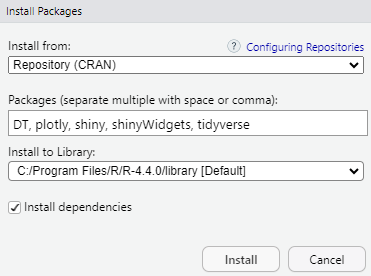 Install Packages
Install from:
? Configuring Repositories
Repository (CRAN)
Packages (separate multiple with space or comma):
DT, plotly, shiny, shinyWidgets, tidyverse
Install to Library:
C:/Program Files/R/R-4.4.0/library [Default]
Install dependencies
Install Cancel